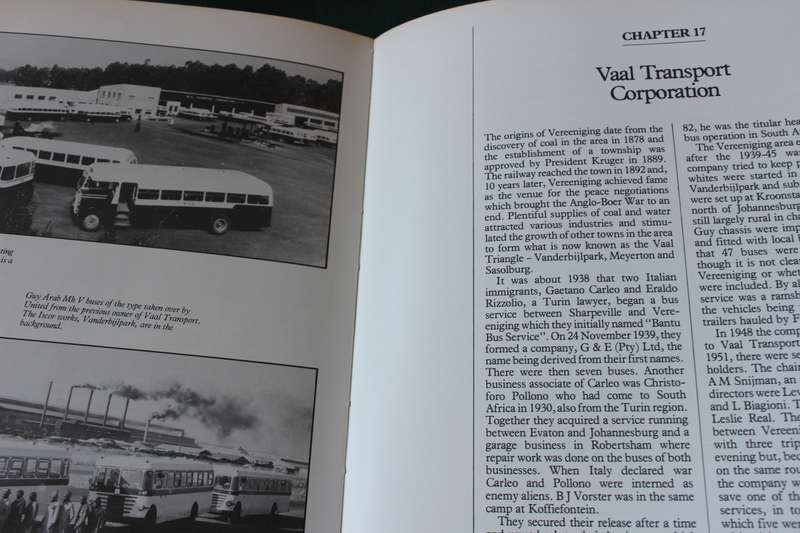 ting
is a
Guy Arab Mk V buses of the type taken over by
United from the previous owner of Vaal Transport.
The Iscor works, Vanderbijlpark, are in the
background.
CHAPTER 17
Vaal Transport
Corporation
The origins of Vereeniging date from the
discovery of coal in the area in 1878 and
the establishment of a township was
approved by President Kruger in 1889.
The railway reached the town in 1892 and,
10 years later, Vereeniging achieved fame
as the venue for the peace negotiations
which brought the Anglo-Boer War to an
end. Plentiful supplies of coal and water
attracted various industries and stimu-
lated the growth of other towns in the area
to form what is now known as the Vaal
Triangle – Vanderbijlpark, Meyerton and
Sasolburg.
It was about 1938 that two Italian
immigrants, Gaetano Carleo and Eraldo
Rizzolio, a Turin lawyer, began a bus
service between Sharpeville and Vere-
eniging which they initially named "Bantu
Bus Service". On 24 November 1939, they
formed a company, G & E (Pty) Ltd, the
name being derived from their first names.
There were then seven buses. Another
business associate of Carleo was Christo-
foro Pollono who had come to South
Africa in 1930, also from the Turin region.
Together they acquired a service running
between Evaton and Johannesburg and a
garage business in Robertsham where
repair work was done on the buses of both
businesses. When Italy declared war
Carleo and Pollono were interned as
enemy aliens. B J Vorster was in the same
camp at Koffiefontein.
They secured their release after a time
82, he was the titular hea
bus operation in South A
The Vereeniging area e
after the 1939-45 wa
company tried to keep p
whites were started in
Vanderbijlpark and sub
were set up at Kroonsta
north of Johannesburg
still largely rural in cha
Guy chassis were impo
and fitted with local b
that 47 buses were
though it is not clea
Vereeniging or whet
were included. By al
service was a ramsh
the vehicles being
trailers hauled by F
In 1948 the comp
to Vaal Transport
1951, there were se
holders. The chair
A M Snijman, an
directors were Lev
and L Biagioni. T
Leslie Real. The
between Vereeni
with three trip
evening but, bec
on the same rou
the company w
save one of th
services, in to
which five wer